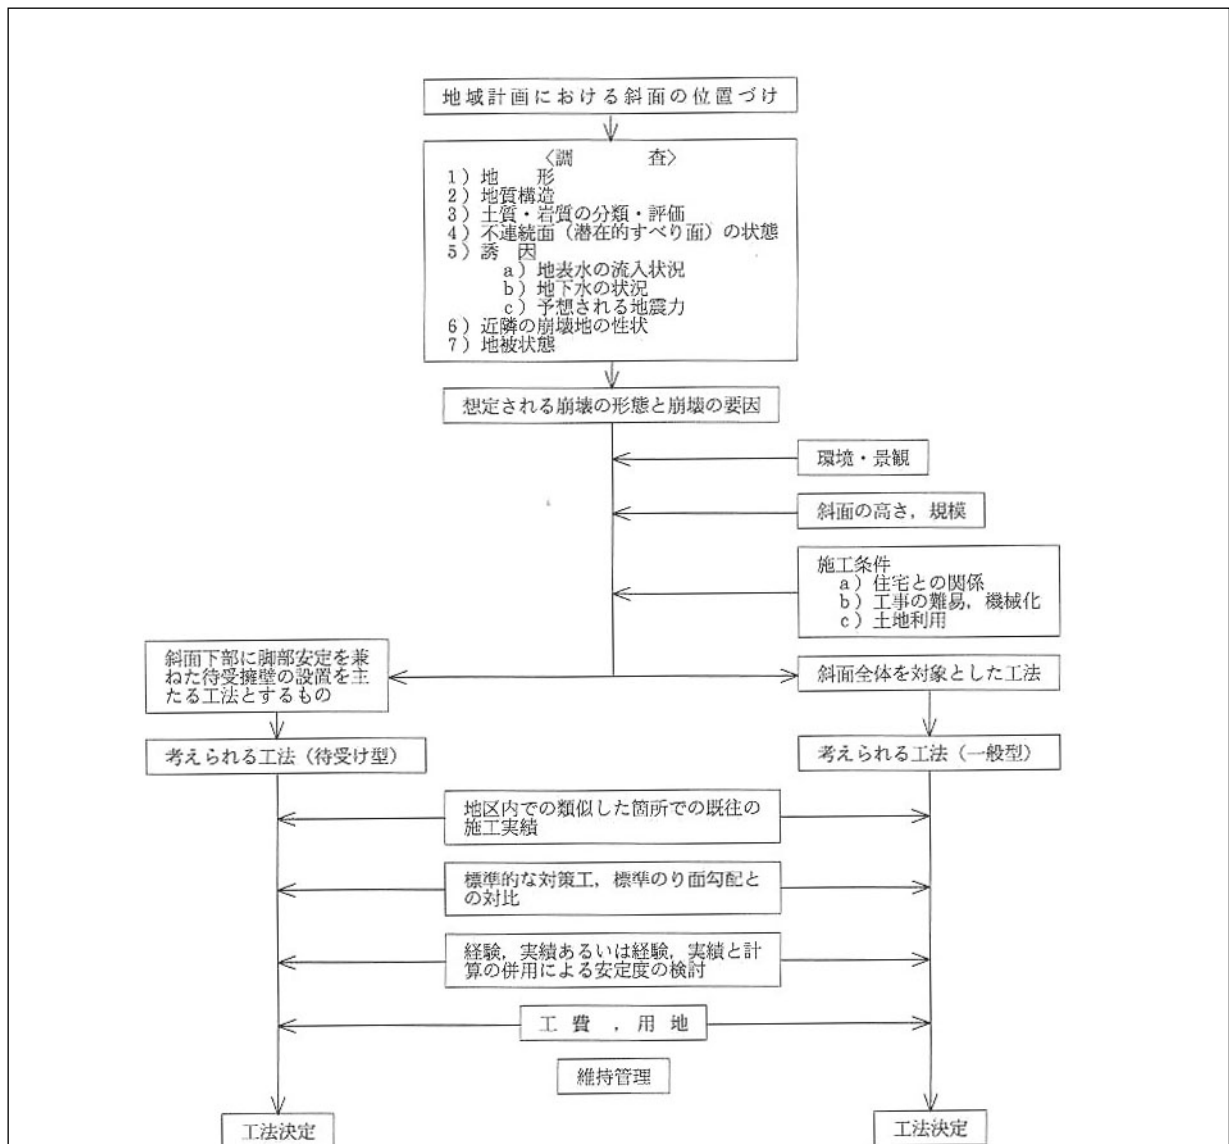 地域計画における斜面の位置づけ
〈調　査〉
1）地　形
2）地質構造
3）土質・岩質の分類・評価
4）不連続面（潜在的すべり面）の状態
5）誘　因
a）地表水の流入状況
b）地下水の状況
c）予想される地震力
6）近隣の崩壊地の性状
7）地被状態
想定される崩壊の形態と崩壊の要因
環境・景観
斜面の高さ，規模
施工条件
a）住宅との関係
b）工事の難易，機械化
c）土地利用
斜面下部に脚部安定を兼
ねた待受擁壁の設置を主
たる工法とするもの
斜面全体を対象とした工法
考えられる工法（待受け型）
考えられる工法（一般型）
地区内での類似した箇所での既往の
施工実績
標準的な対策工，標準のり面勾配と
の対比
経験，実績あるいは経験，実績と計
算の併用による安定度の検討
工費，用地
維持管理
工法決定
工法決定